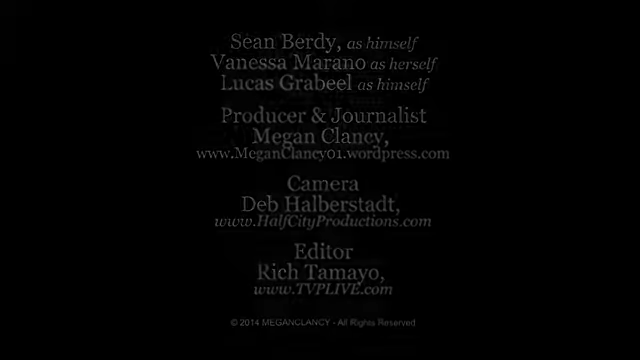 Sean Berdy, as himself
Vanessa Marano as herself
Lucas Grabeel as himself
Producer & Journalist
Megan Clancy,
www.MeganClancy01.wordpress.com
Camera
Deb Halberstadt,
www.HalfCityProductions.com
Editor
Rich Tamayo,
www.TVPLIVE.com
© 2014 MEGANCLANCY - All Rights Reserved